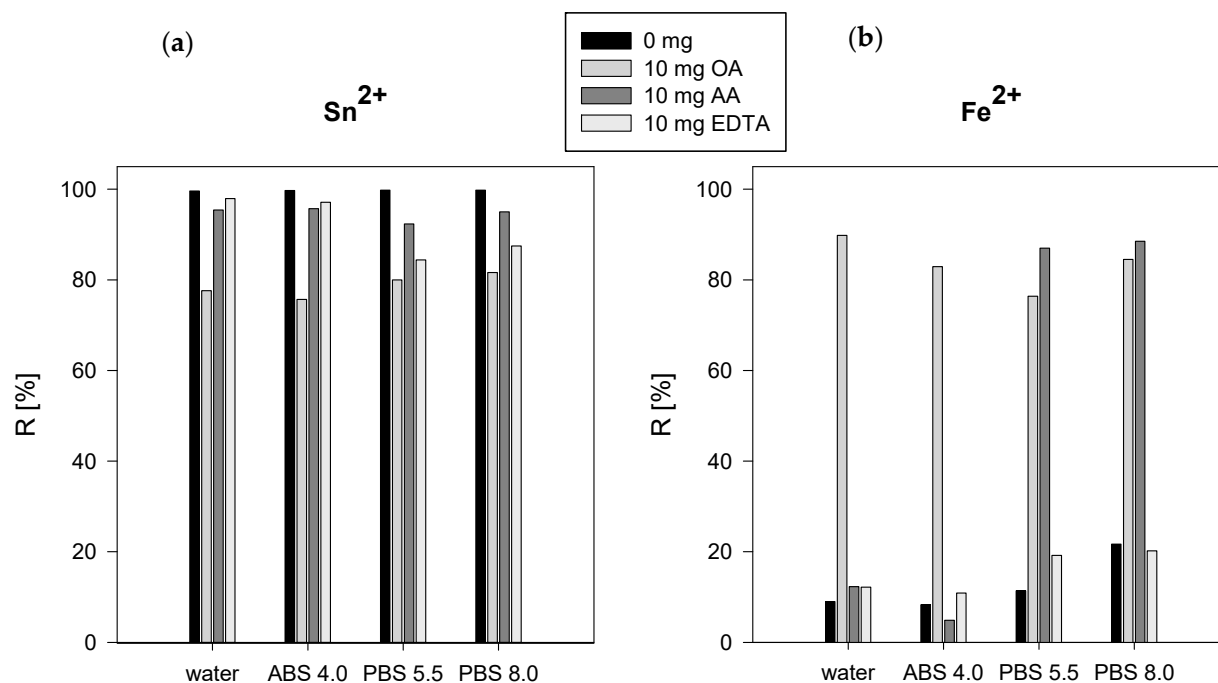 (a)
0 mg
10 mg OA
10 mg AA
10 mg EDTA
(b)
Sn2+
Fe2+
R [%]
100
80
60
40
20
0
water ABS 4.0 PBS 5.5 PBS 8.0
R [%]
100
80
60
40
20
0
water ABS 4.0 PBS 5.5 PBS 8.0